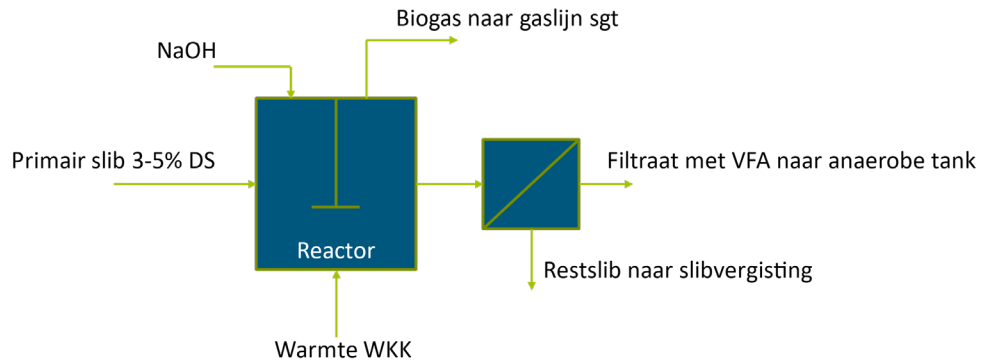 Biogas naar gaslijn sgt
NaOH
Primair slib 3-5% DS
Filtraat met VFA naar anaerobe tank
Reactor
Restslib naar slibvergisting
Warmte WKK